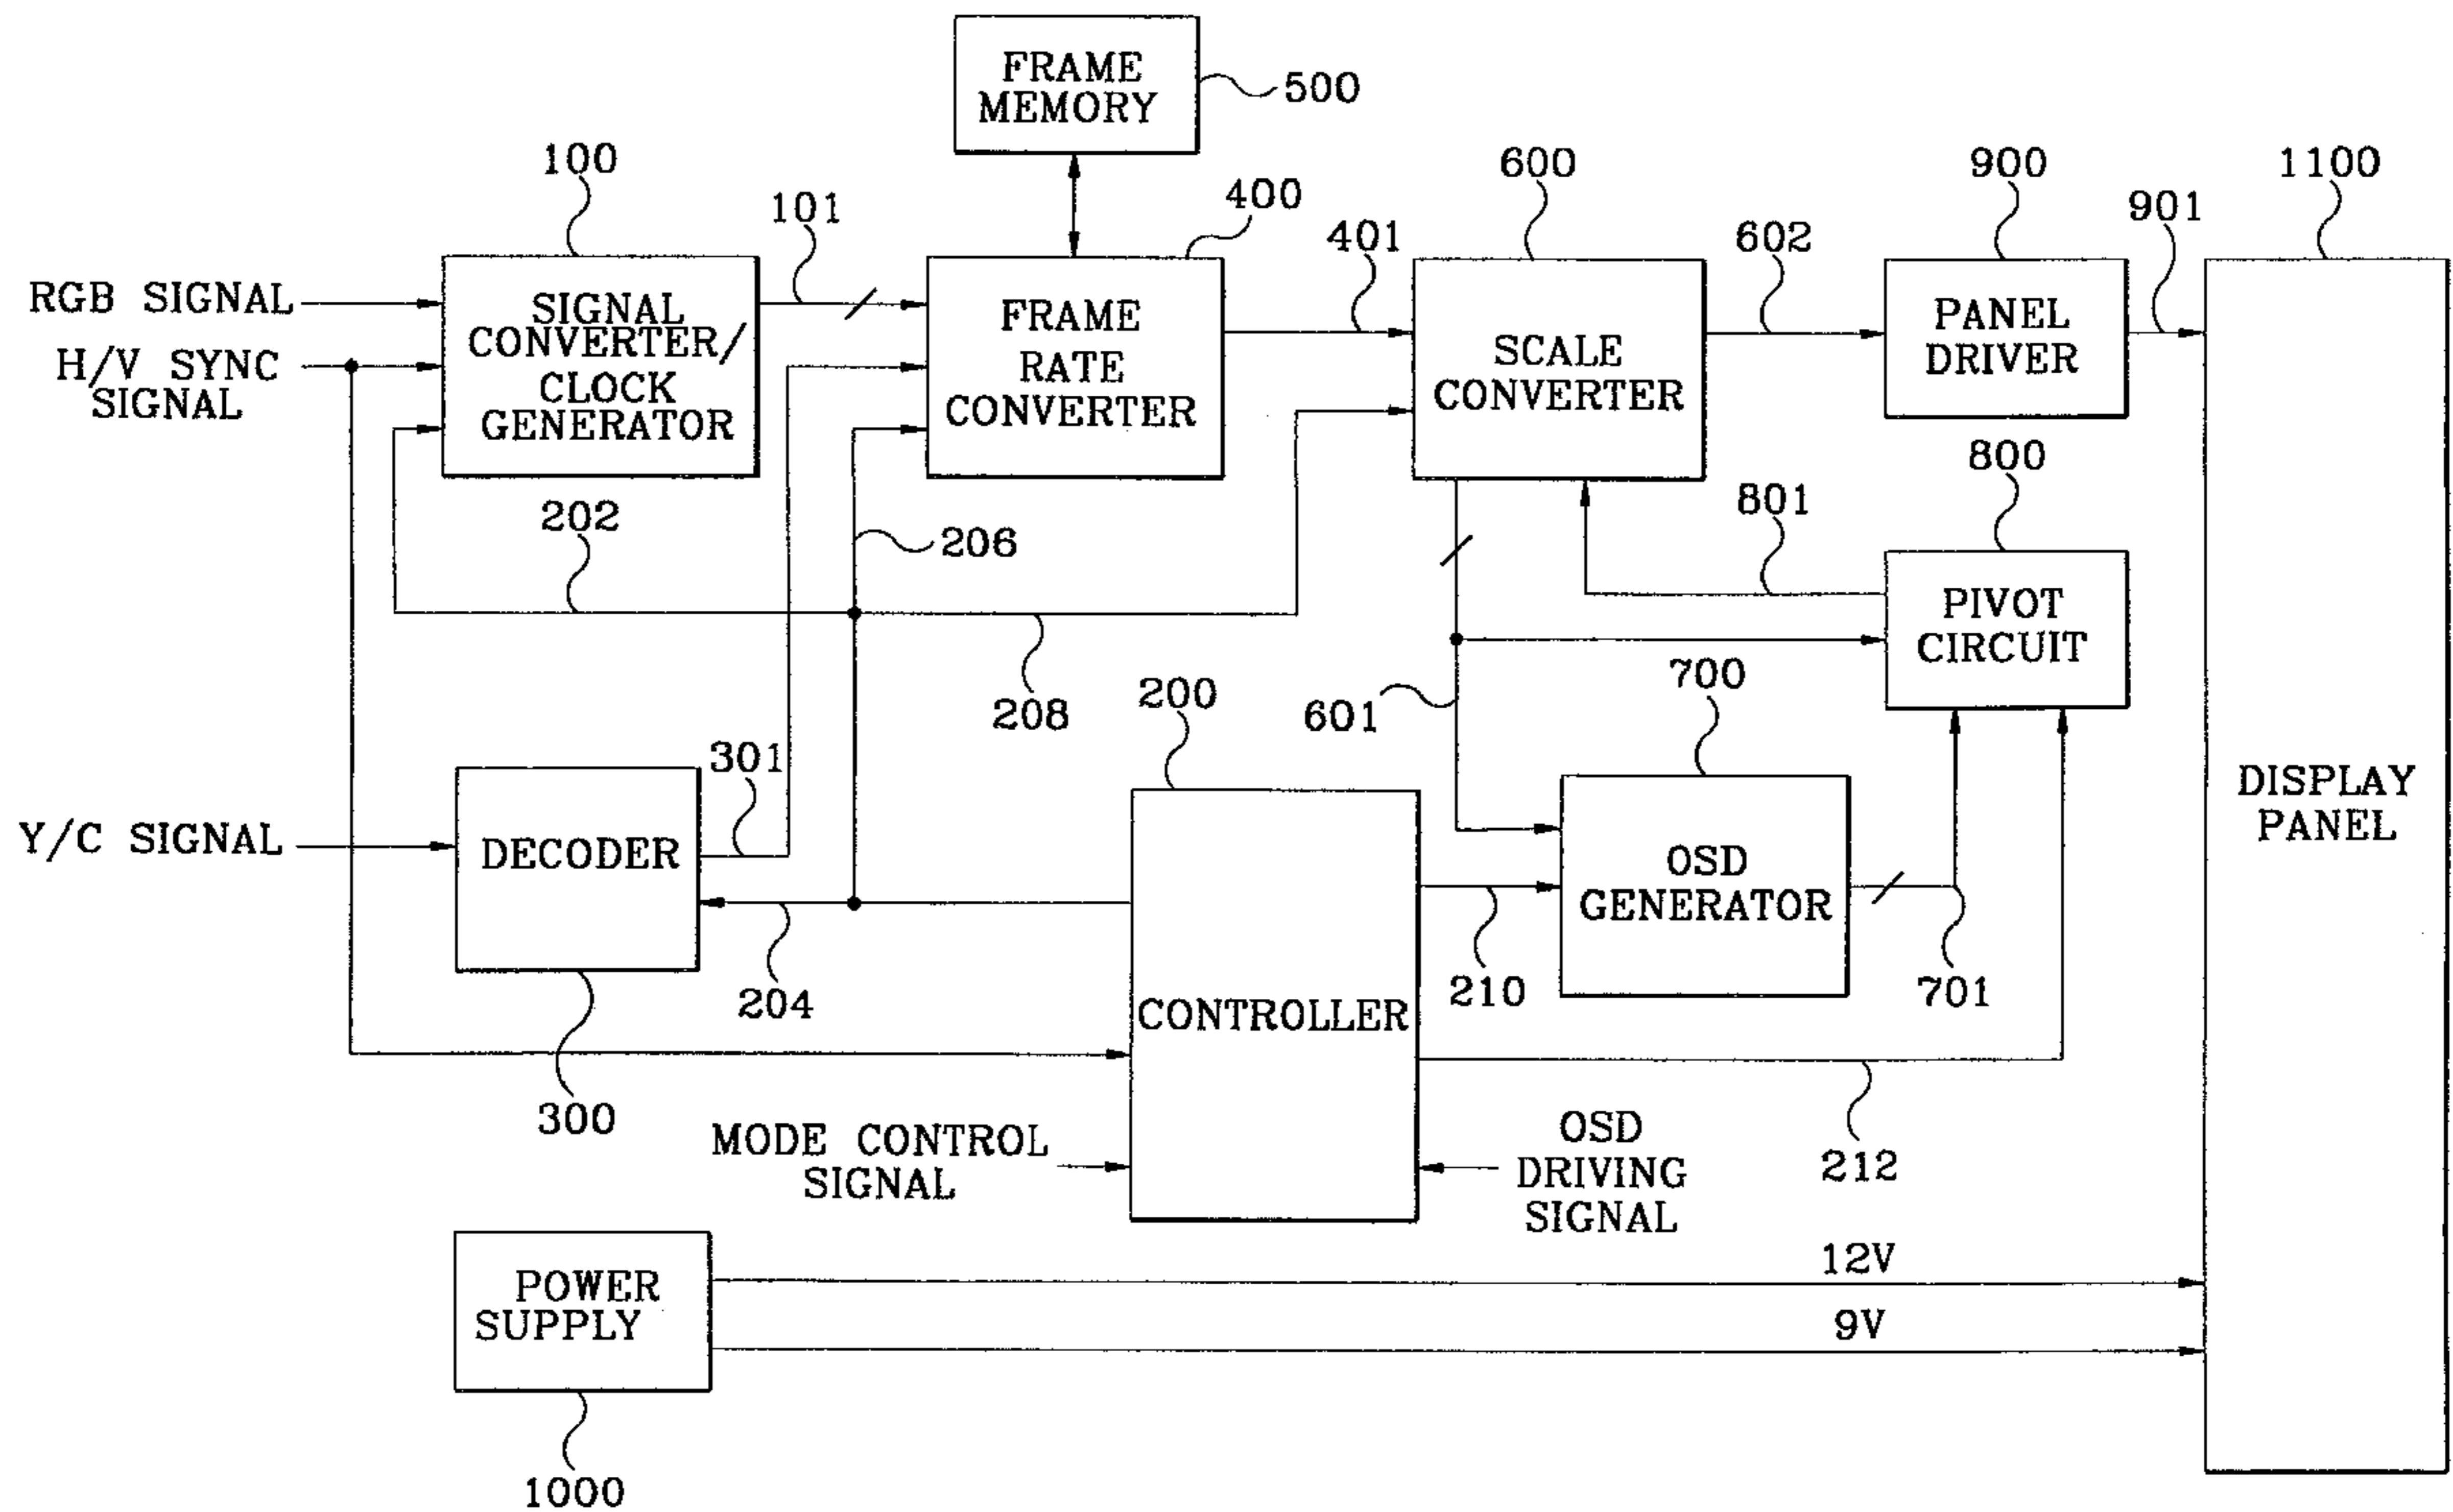 FRAME
MEMORY
500
100
101
400
401
600
602
900
901
1100
RGB SIGNAL
H/V SYNC
SIGNAL
SIGNAL
CONVERTER/
CLOCK
GENERATOR
FRAME
RATE
CONVERTER
SCALE
CONVERTER
PANEL
DRIVER
202
206
208
801
800
PIVOT
CIRCUIT
601
700
200
301
Y/C SIGNAL
DECODER
204
300
CONTROLLER
210
OSD
GENERATOR
701
DISPLAY
PANEL
212
MODE CONTROL
SIGNAL
OSD
DRIVING
SIGNAL
POWER
SUPPLY
12V
9V
1000